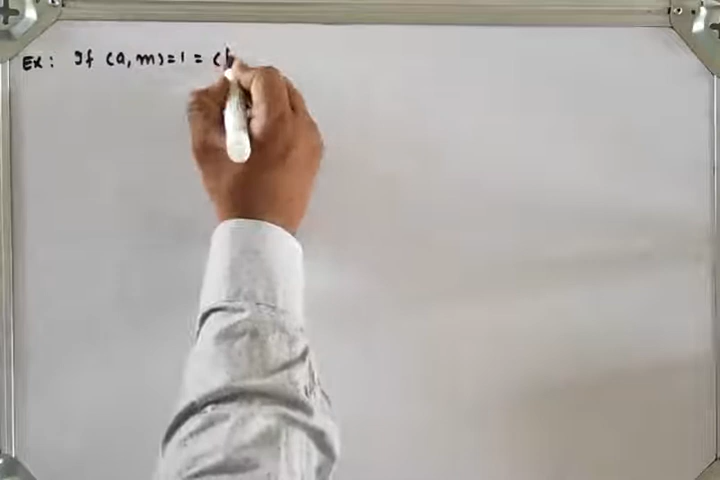 Ex: If (a,m)=1 = (b